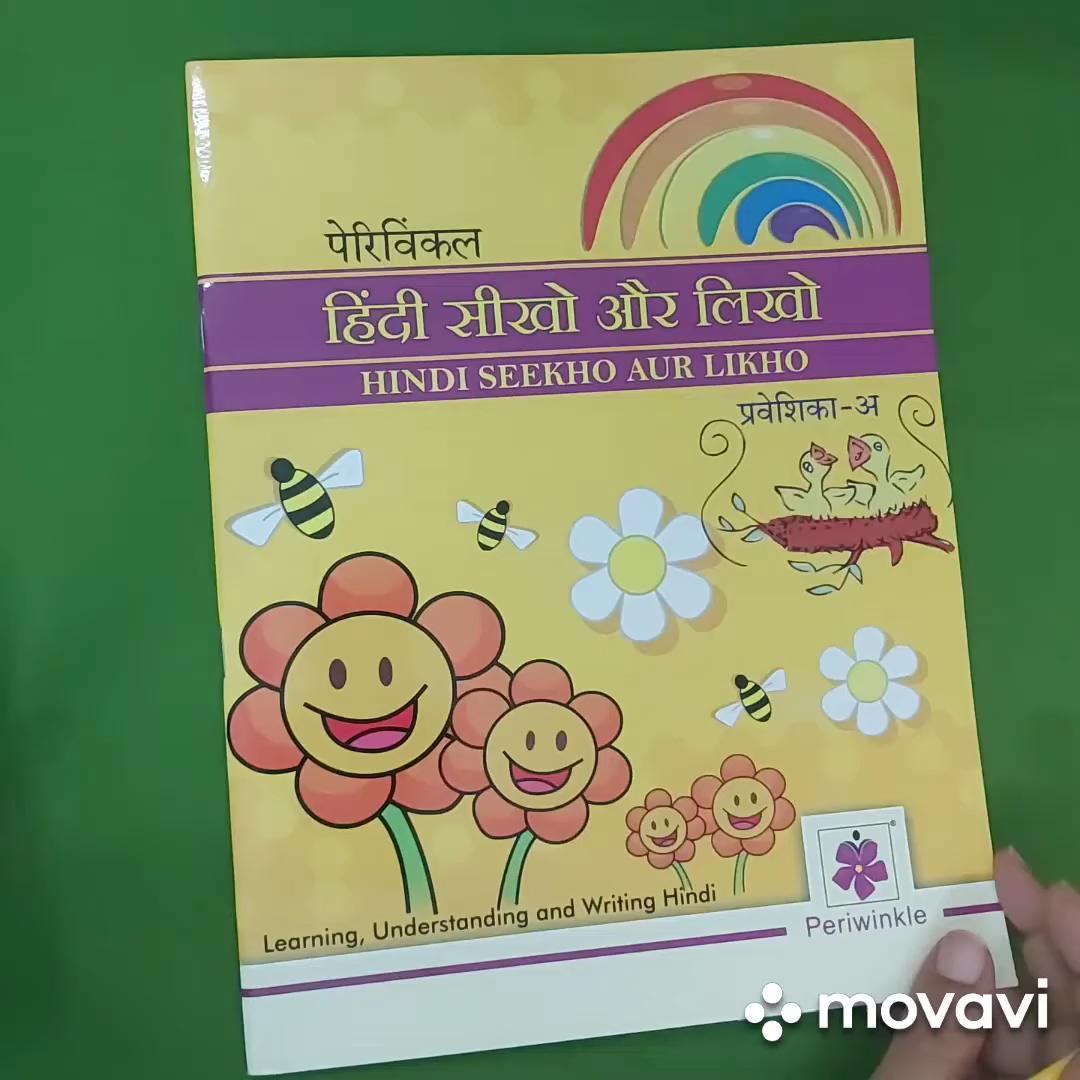 पेरिविंकल
हिंदी सीखो और लिखो
HINDI SEEKHO AUR LIKHO
प्रवेशिका-अ
Learning, Understanding and Writing Hindi
®
Periwinkle
movavi